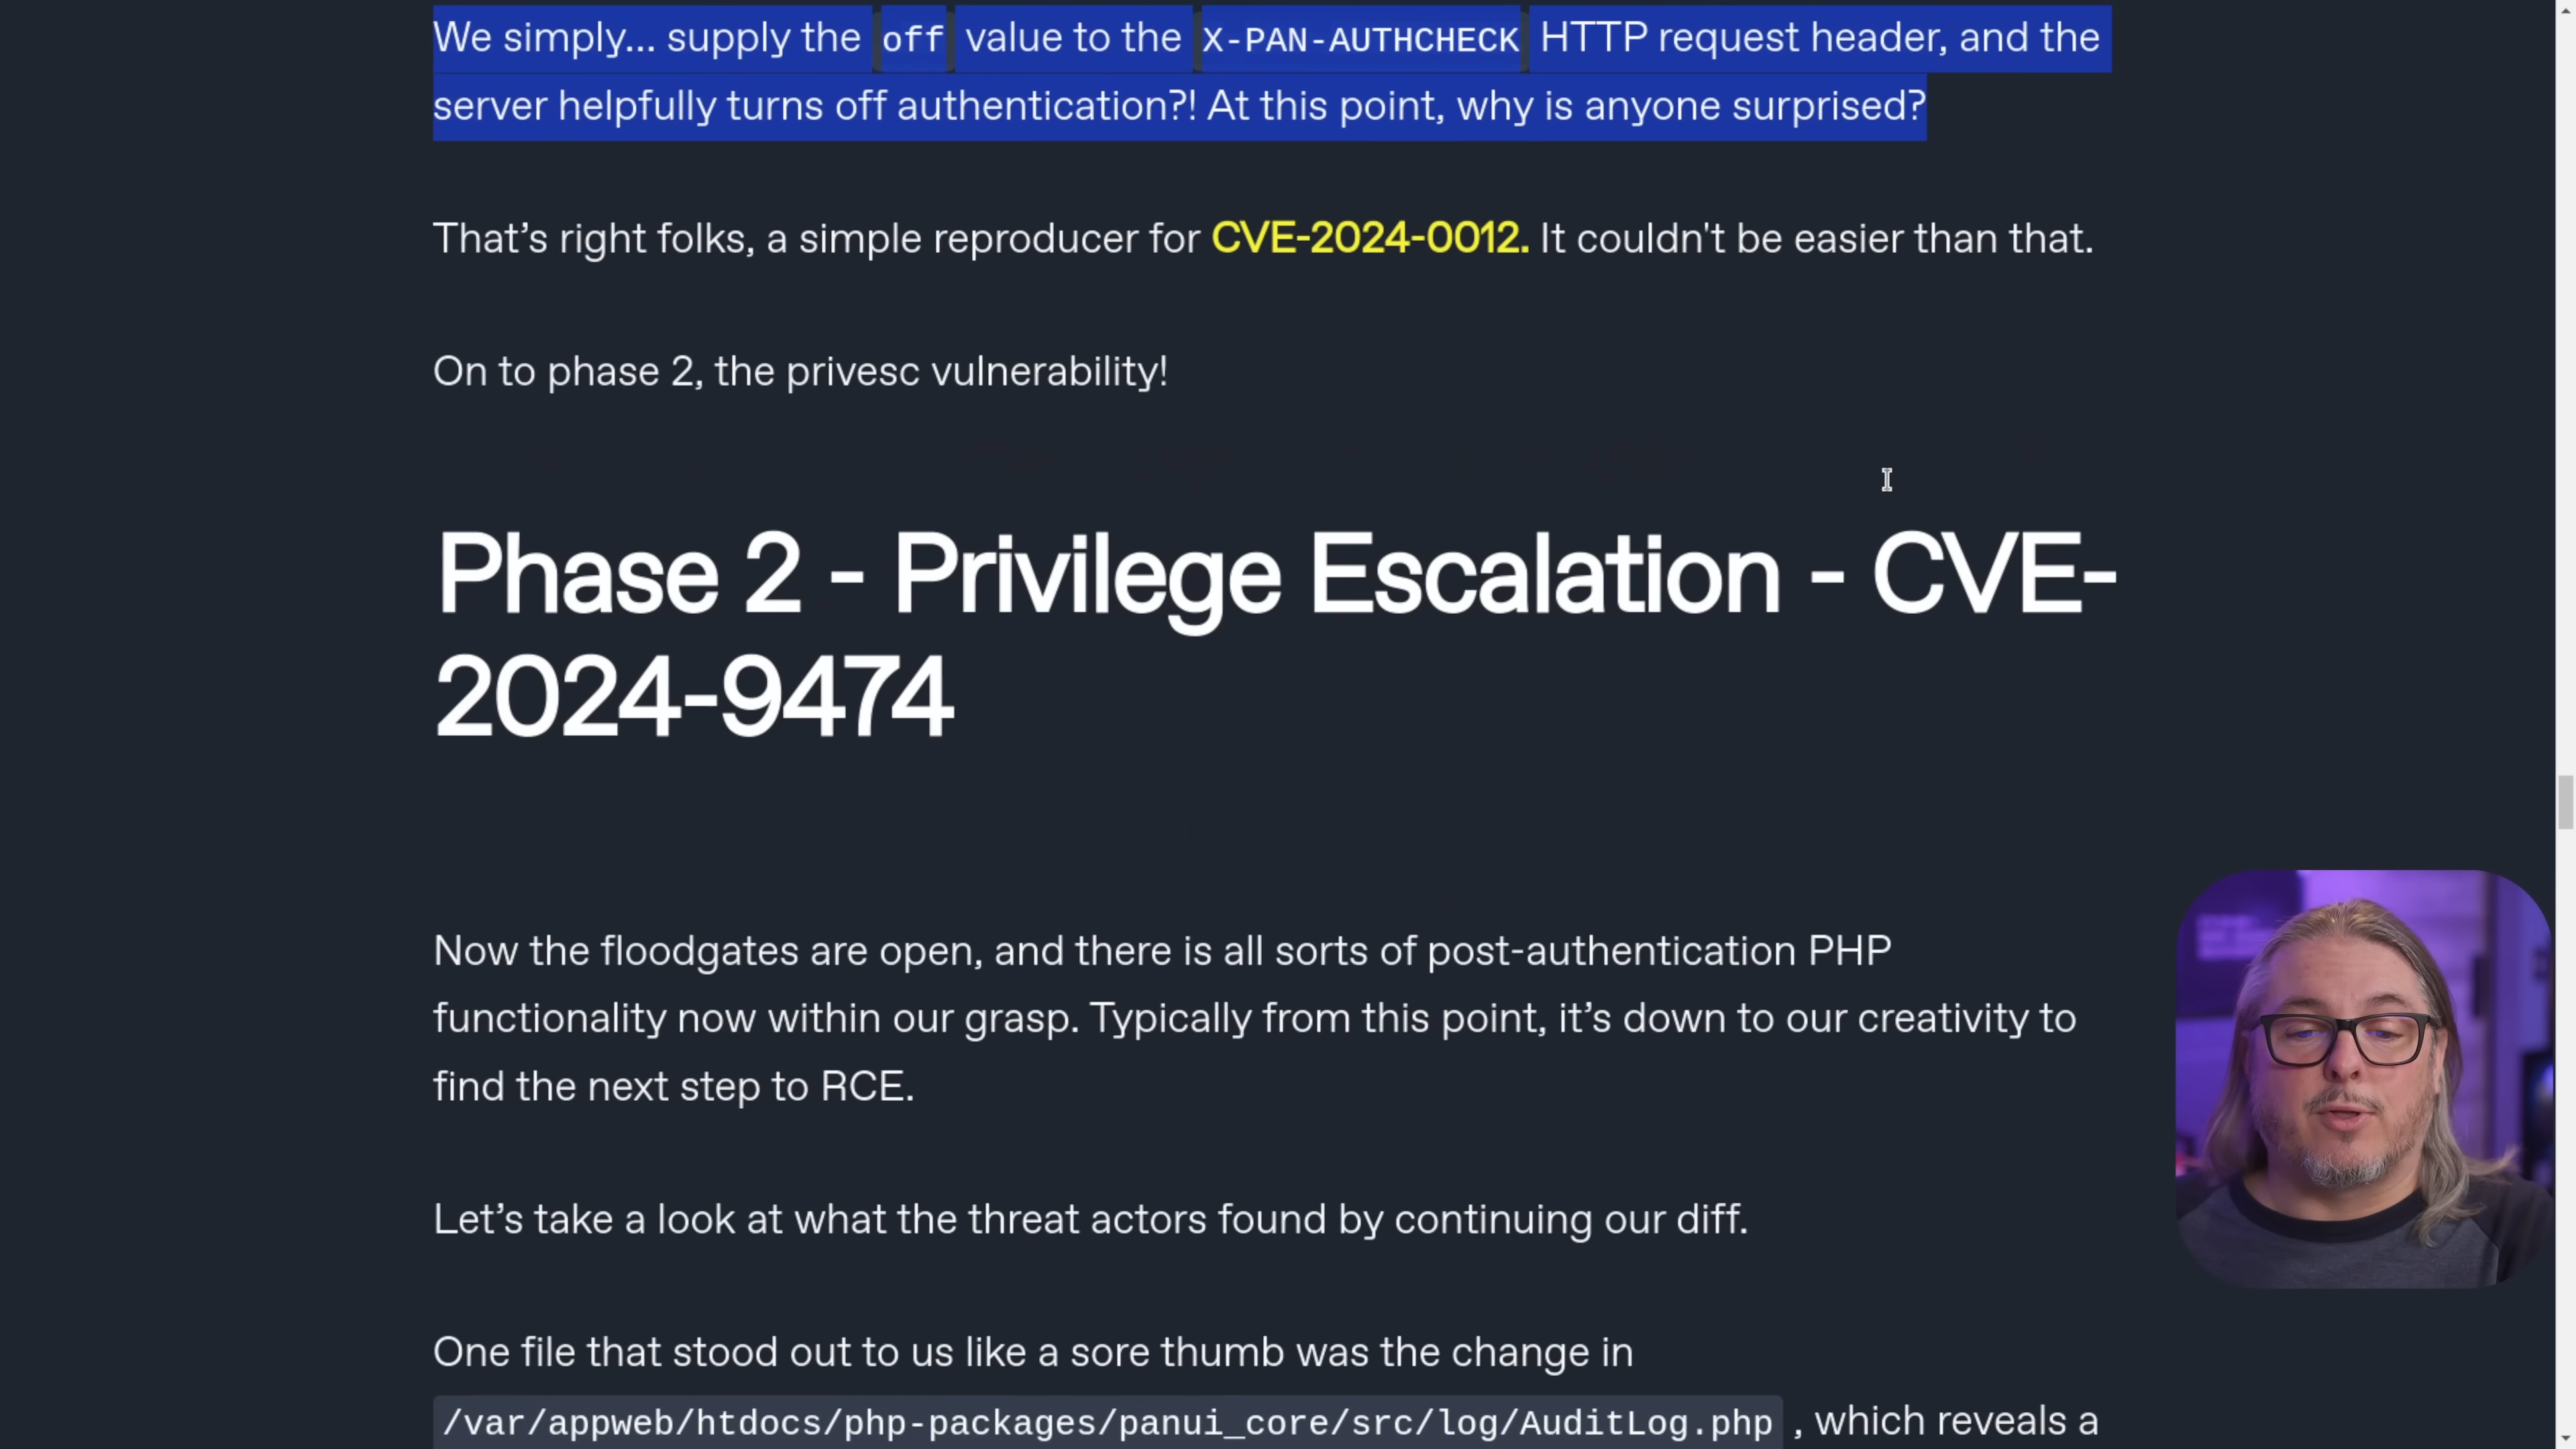 We simply... supply the off value to the X-PAN-AUTHCHECK HTTP request header, and the
server helpfully turns off authentication?! At this point, why is anyone surprised?
That’s right folks, a simple reproducer for CVE-2024-0012. It couldn't be easier than that.
On to phase 2, the privesc vulnerability!
Phase 2 - Privilege Escalation - CVE-
2024-9474
Now the floodgates are open, and there is all sorts of post-authentication PHP
functionality now within our grasp. Typically from this point, it’s down to our creativity to
find the next step to RCE.
Let’s take a look at what the threat actors found by continuing our diff.
One file that stood out to us like a sore thumb was the change in
/var/appweb/htdocs/php-packages/panui_core/src/log/AuditLog.php , which reveals a